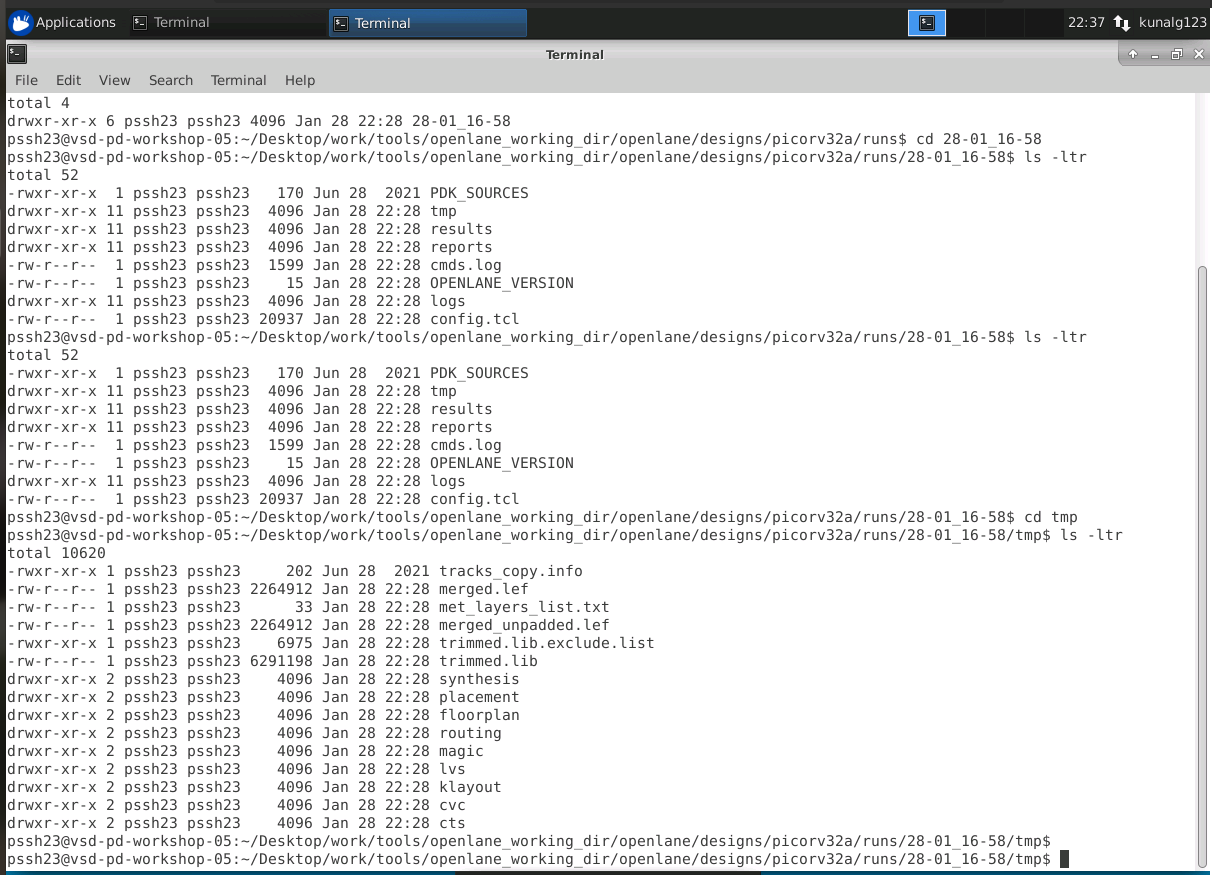 Applications Terminal Terminal 22:37 kunalg123
Terminal
File Edit View Search Terminal Help
total 4
drwxr-xr-x 6 pssh23 pssh23 4096 Jan 28 22:28 28-01_16-58
pssh23@vsd-pd-workshop-05:~/Desktop/work/tools/openlane_working_dir/openlane/designs/picorv32a/runs$ cd 28-01_16-58
pssh23@vsd-pd-workshop-05:~/Desktop/work/tools/openlane_working_dir/openlane/designs/picorv32a/runs/28-01_16-58$ ls -ltr
total 52
-rwxr-xr-x  1 pssh23 pssh23   170 Jun 28  2021 PDK_SOURCES
drwxr-xr-x 11 pssh23 pssh23  4096 Jan 28 22:28 tmp
drwxr-xr-x 11 pssh23 pssh23  4096 Jan 28 22:28 results
drwxr-xr-x 11 pssh23 pssh23  4096 Jan 28 22:28 reports
-rw-r--r--  1 pssh23 pssh23  1599 Jan 28 22:28 cmds.log
-rw-r--r--  1 pssh23 pssh23    15 Jan 28 22:28 OPENLANE_VERSION
drwxr-xr-x 11 pssh23 pssh23  4096 Jan 28 22:28 logs
-rw-r--r--  1 pssh23 pssh23 20937 Jan 28 22:28 config.tcl
pssh23@vsd-pd-workshop-05:~/Desktop/work/tools/openlane_working_dir/openlane/designs/picorv32a/runs/28-01_16-58$ ls -ltr
total 52
-rwxr-xr-x  1 pssh23 pssh23   170 Jun 28  2021 PDK_SOURCES
drwxr-xr-x 11 pssh23 pssh23  4096 Jan 28 22:28 tmp
drwxr-xr-x 11 pssh23 pssh23  4096 Jan 28 22:28 results
drwxr-xr-x 11 pssh23 pssh23  4096 Jan 28 22:28 reports
-rw-r--r--  1 pssh23 pssh23  1599 Jan 28 22:28 cmds.log
-rw-r--r--  1 pssh23 pssh23    15 Jan 28 22:28 OPENLANE_VERSION
drwxr-xr-x 11 pssh23 pssh23  4096 Jan 28 22:28 logs
-rw-r--r--  1 pssh23 pssh23 20937 Jan 28 22:28 config.tcl
pssh23@vsd-pd-workshop-05:~/Desktop/work/tools/openlane_working_dir/openlane/designs/picorv32a/runs/28-01_16-58$ cd tmp
pssh23@vsd-pd-workshop-05:~/Desktop/work/tools/openlane_working_dir/openlane/designs/picorv32a/runs/28-01_16-58/tmp$ ls -ltr
total 10620
-rwxr-xr-x 1 pssh23 pssh23     202 Jun 28  2021 tracks_copy.info
-rw-r--r-- 1 pssh23 pssh23 2264912 Jan 28 22:28 merged.lef
-rw-r--r-- 1 pssh23 pssh23      33 Jan 28 22:28 met_layers_list.txt
-rw-r--r-- 1 pssh23 pssh23 2264912 Jan 28 22:28 merged_unpadded.lef
-rwxr-xr-x 1 pssh23 pssh23    6975 Jan 28 22:28 trimmed.lib.exclude.list
-rw-r--r-- 1 pssh23 pssh23 6291198 Jan 28 22:28 trimmed.lib
drwxr-xr-x 2 pssh23 pssh23    4096 Jan 28 22:28 synthesis
drwxr-xr-x 2 pssh23 pssh23    4096 Jan 28 22:28 placement
drwxr-xr-x 2 pssh23 pssh23    4096 Jan 28 22:28 floorplan
drwxr-xr-x 2 pssh23 pssh23    4096 Jan 28 22:28 routing
drwxr-xr-x 2 pssh23 pssh23    4096 Jan 28 22:28 magic
drwxr-xr-x 2 pssh23 pssh23    4096 Jan 28 22:28 lvs
drwxr-xr-x 2 pssh23 pssh23    4096 Jan 28 22:28 klayout
drwxr-xr-x 2 pssh23 pssh23    4096 Jan 28 22:28 cvc
drwxr-xr-x 2 pssh23 pssh23    4096 Jan 28 22:28 cts
pssh23@vsd-pd-workshop-05:~/Desktop/work/tools/openlane_working_dir/openlane/designs/picorv32a/runs/28-01_16-58/tmp$
pssh23@vsd-pd-workshop-05:~/Desktop/work/tools/openlane_working_dir/openlane/designs/picorv32a/runs/28-01_16-58/tmp$